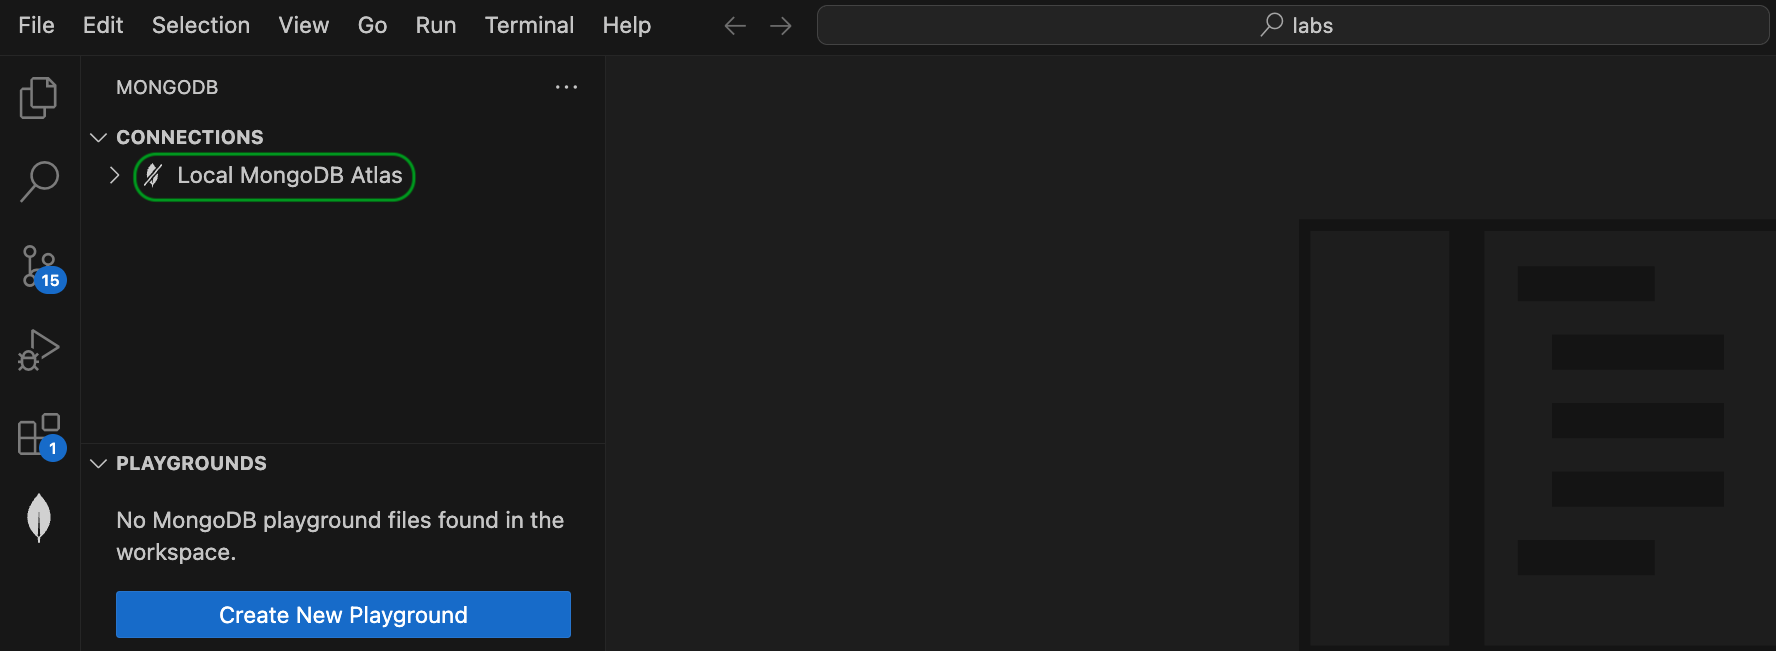 File Edit Selection View Go Run Terminal Help
labs
MONGODB
CONNECTIONS
Local MongoDB Atlas
15
1
PLAYGROUNDS
No MongoDB playground files found in the
workspace.
Create New Playground